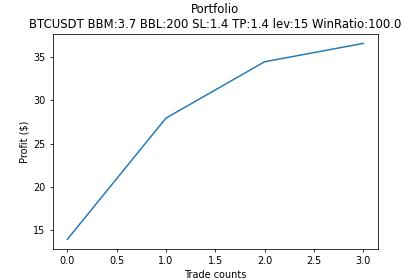 Portfolio
BTCUSDT BBM:3.7 BBL:200 SL:1.4 TP:1.4 lev:15 WinRatio:100.0
35
30
25
20
15
Profit ($)
0.0 0.5 1.0 1.5 2.0 2.5 3.0
Trade counts